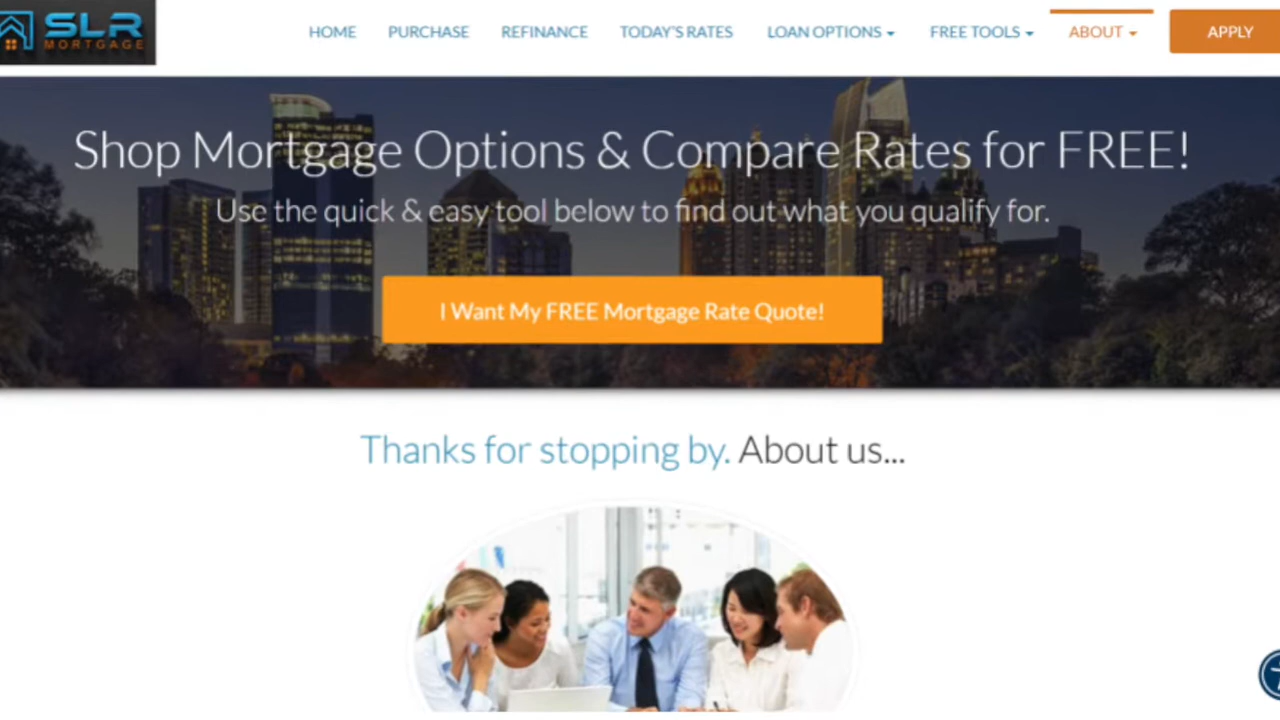 SLR
MORTGAGE
HOME PURCHASE REFINANCE TODAY'S RATES LOAN OPTIONS FREE TOOLS ABOUT APPLY
Shop Mortgage Options & Compare Rates for FREE!
Use the quick & easy tool below to find out what you qualify for.
I Want My FREE Mortgage Rate Quote!
Thanks for stopping by. About us...